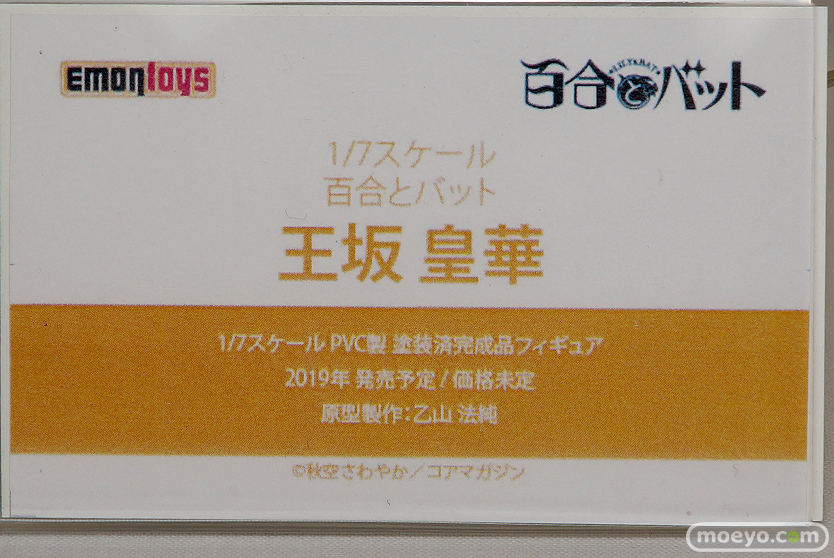 emontoys
百合とバット
LILY&BAT
1/7スケール
百合とバット
王坂 皇華
1/7スケール PVC製 塗装済完成品フィギュア
2019年 発売予定 / 価格未定
原型製作：乙山 法純
©秋空さわやか／コアマガジン
moeyo.com